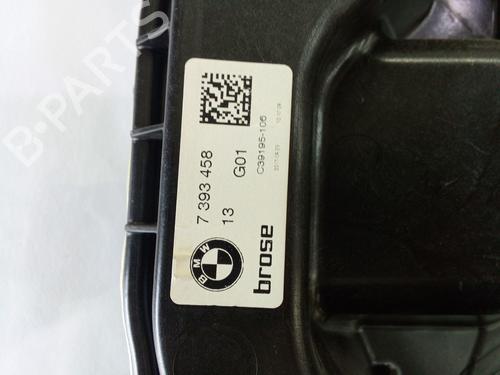 B-PARTS
7 393 458
13 G01
C39195-106
BMW
brose